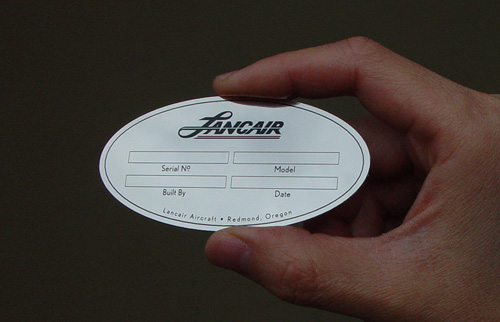 LANCAIR
Serial Nº Model
Built By Date
Lancair Aircraft • Redmond, Oregon